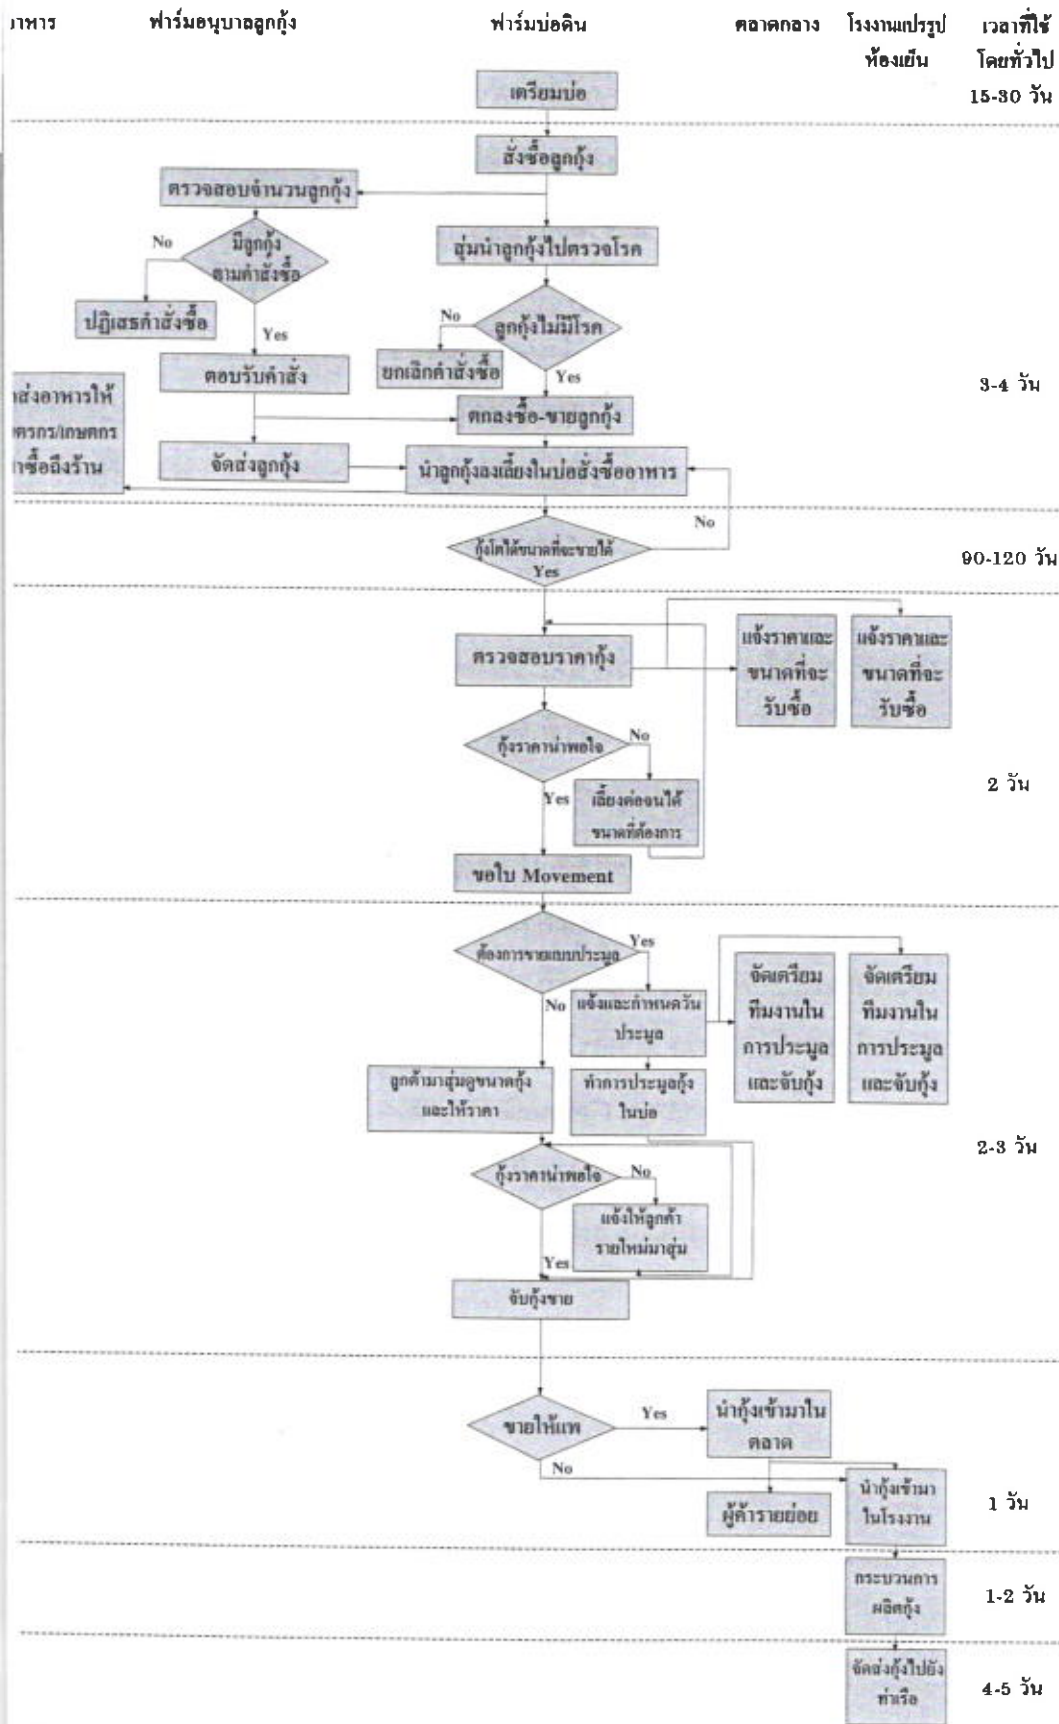 าหาร ฟาร์มอนุบาลลูกกุ้ง ฟาร์มบ่อดิน ตลาดกลาง โรงงานแปรรูป เวลาที่ใช้
ห้องเย็น โดยทั่วไป
เตรียมบ่อ 15-30 วัน
สั่งซื้อลูกกุ้ง
ตรวจสอบจำนวนลูกกุ้ง
No มีลูกกุ้ง สุ่มนำลูกกุ้งไปตรวจโรค
ตามคำสั่งซื้อ
ปฏิเสธคำสั่งซื้อ No ลูกกุ้งไม่มีโรค
Yes
ตอบรับคำสั่ง ยกเลิกคำสั่งซื้อ Yes
3-4 วัน
ส่งอาหารให้
ตกลงซื้อ-ขายลูกกุ้ง
ตรกร/เกษตกร
าซื้อถึงร้าน จัดส่งลูกกุ้ง นำลูกกุ้งลงเลี้ยงในบ่อสั่งซื้ออาหาร
No
กุ้งโตได้ขนาดที่จะขายได้ 90-120 วัน
Yes
แจ้งราคาและ แจ้งราคาและ
ตรวจสอบราคากุ้ง ขนาดที่จะ ขนาดที่จะ
รับซื้อ รับซื้อ
กุ้งราคาน่าพอใจ No
2 วัน
Yes เลี้ยงต่อจนได้
ขนาดที่ต้องการ
ขอใบ Movement
ต้องการขายแบบประมูล Yes
จัดเตรียม จัดเตรียม
No แจ้งและกำหนดวัน ทีมงานใน ทีมงานใน
ประมูล การประมูล การประมูล
ลูกค้ามาสุ่มดูขนาดกุ้ง ทำการประมูลกุ้ง และจับกุ้ง และจับกุ้ง
และให้ราคา ในบ่อ
2-3 วัน
กุ้งราคาน่าพอใจ No
แจ้งให้ลูกค้า
รายใหม่มาสุ่ม
Yes
จับกุ้งขาย
ขายให้แพ Yes นำกุ้งเข้ามาใน
ตลาด
No
นำกุ้งเข้ามา
ผู้ค้ารายย่อย ในโรงงาน 1 วัน
กระบวนการ
ผลิตกุ้ง 1-2 วัน
จัดส่งกุ้งไปยัง
ท่าเรือ 4-5 วัน